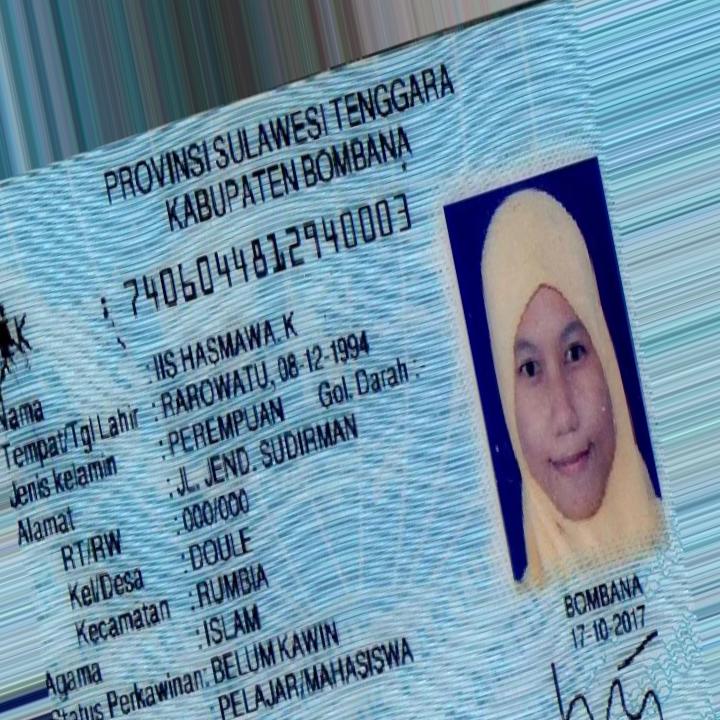 PROVINSI SULAWESI TENGGARA
KABUPATEN BOMBANA
: 7406044812940003
Nama : IIS HASMAWA. K
Tempat/Tgl Lahir : RAROWATU, 08-12-1994
Jenis kelamin : PEREMPUAN Gol. Darah :
Alamat : JL. JEND. SUDIRMAN
RT/RW : 000/000
Kel/Desa : DOULE
Kecamatan : RUMBIA
Agama : ISLAM
Status Perkawinan: BELUM KAWIN
: PELAJAR/MAHASISWA
BOMBANA
17-10-2017